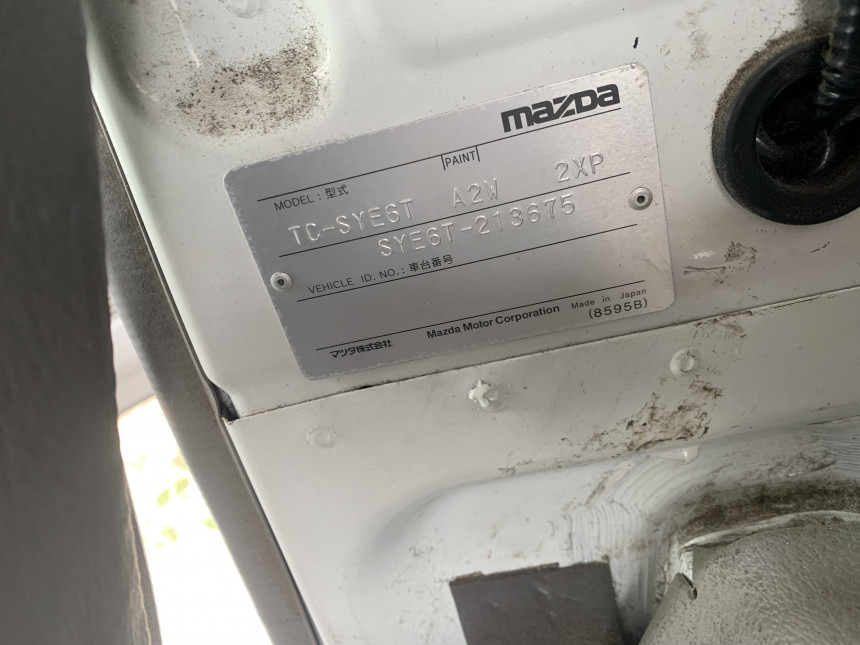 mazda
MODEL : 型式
PAINT
TC-SYE6T A2W 2XP
SYE6T-213675
VEHICLE ID. NO. : 車台番号
マツダ株式会社 Mazda Motor Corporation Made in Japan
(8595B)